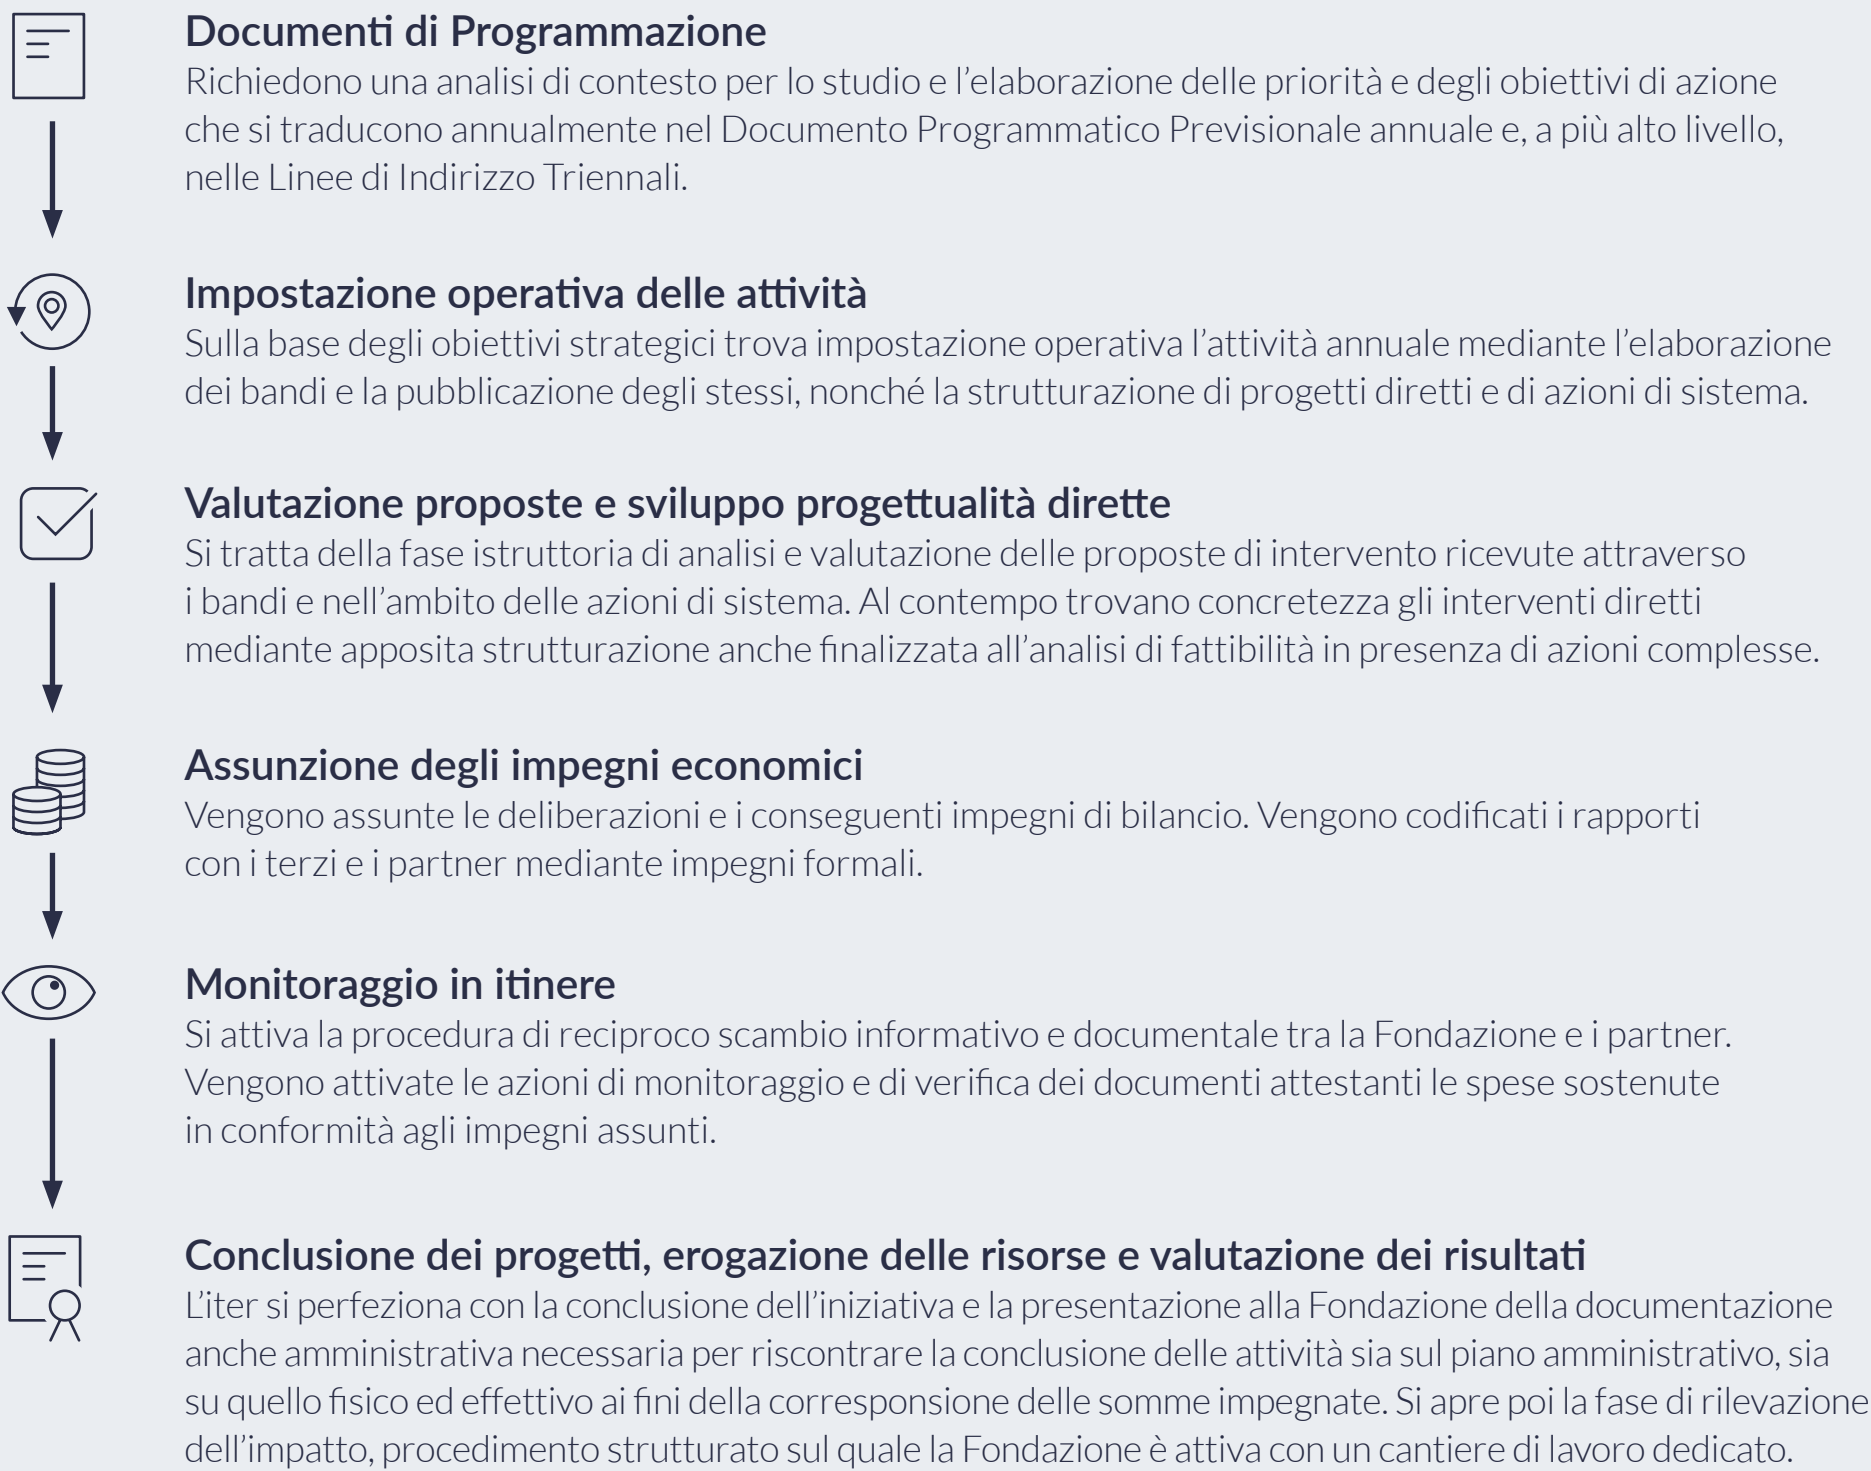 Documenti di Programmazione
Richiedono una analisi di contesto per lo studio e l’elaborazione delle priorità e degli obiettivi di azione
che si traducono annualmente nel Documento Programmatico Previsionale annuale e, a più alto livello,
nelle Linee di Indirizzo Triennali.
Impostazione operativa delle attività
Sulla base degli obiettivi strategici trova impostazione operativa l’attività annuale mediante l’elaborazione
dei bandi e la pubblicazione degli stessi, nonché la strutturazione di progetti diretti e di azioni di sistema.
Valutazione proposte e sviluppo progettualità dirette
Si tratta della fase istruttoria di analisi e valutazione delle proposte di intervento ricevute attraverso
i bandi e nell’ambito delle azioni di sistema. Al contempo trovano concretezza gli interventi diretti
mediante apposita strutturazione anche finalizzata all’analisi di fattibilità in presenza di azioni complesse.
Assunzione degli impegni economici
Vengono assunte le deliberazioni e i conseguenti impegni di bilancio. Vengono codificati i rapporti
con i terzi e i partner mediante impegni formali.
Monitoraggio in itinere
Si attiva la procedura di reciproco scambio informativo e documentale tra la Fondazione e i partner.
Vengono attivate le azioni di monitoraggio e di verifica dei documenti attestanti le spese sostenute
in conformità agli impegni assunti.
Conclusione dei progetti, erogazione delle risorse e valutazione dei risultati
L’iter si perfeziona con la conclusione dell’iniziativa e la presentazione alla Fondazione della documentazione
anche amministrativa necessaria per riscontrare la conclusione delle attività sia sul piano amministrativo, sia
su quello fisico ed effettivo ai fini della corresponsione delle somme impegnate. Si apre poi la fase di rilevazione
dell’impatto, procedimento strutturato sul quale la Fondazione è attiva con un cantiere di lavoro dedicato.